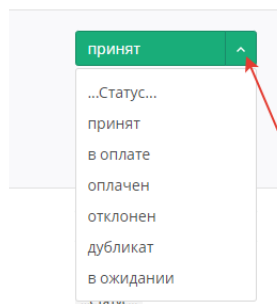 принят
...Статус...
принят
в оплате
оплачен
отклонен
дубликат
в ожидании